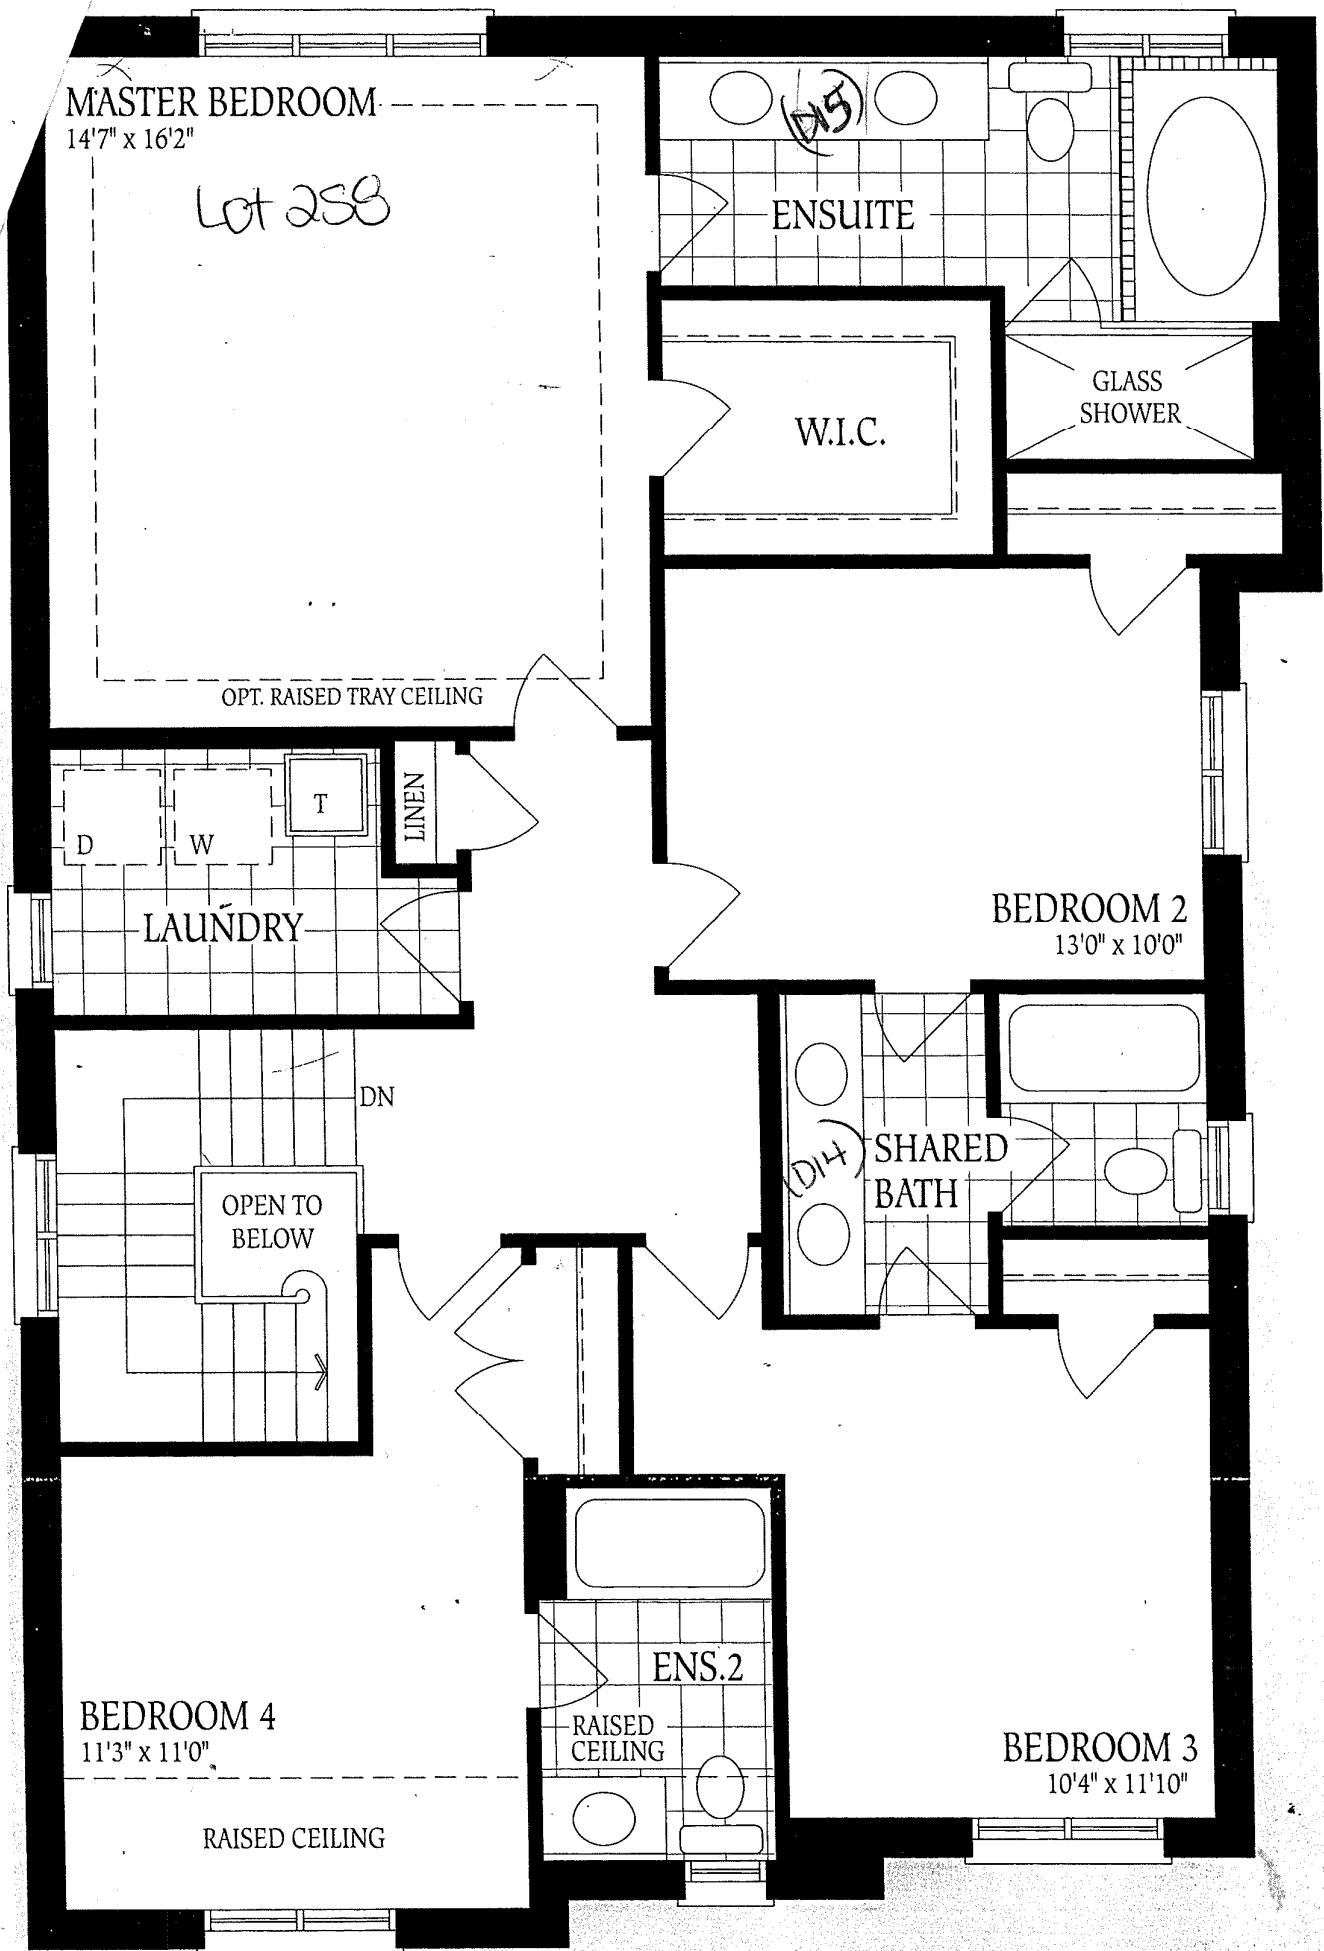 MASTER BEDROOM
14'7" x 16'2"
Lot 258
(D15)
ENSUITE
GLASS
SHOWER
W.I.C.
OPT. RAISED TRAY CEILING
D
W
T
LINEN
LAUNDRY
BEDROOM 2
13'0" x 10'0"
DN
OPEN TO
BELOW
(D14)
SHARED
BATH
ENS.2
RAISED
CEILING
BEDROOM 4
11'3" x 11'0"
RAISED CEILING
BEDROOM 3
10'4" x 11'10"